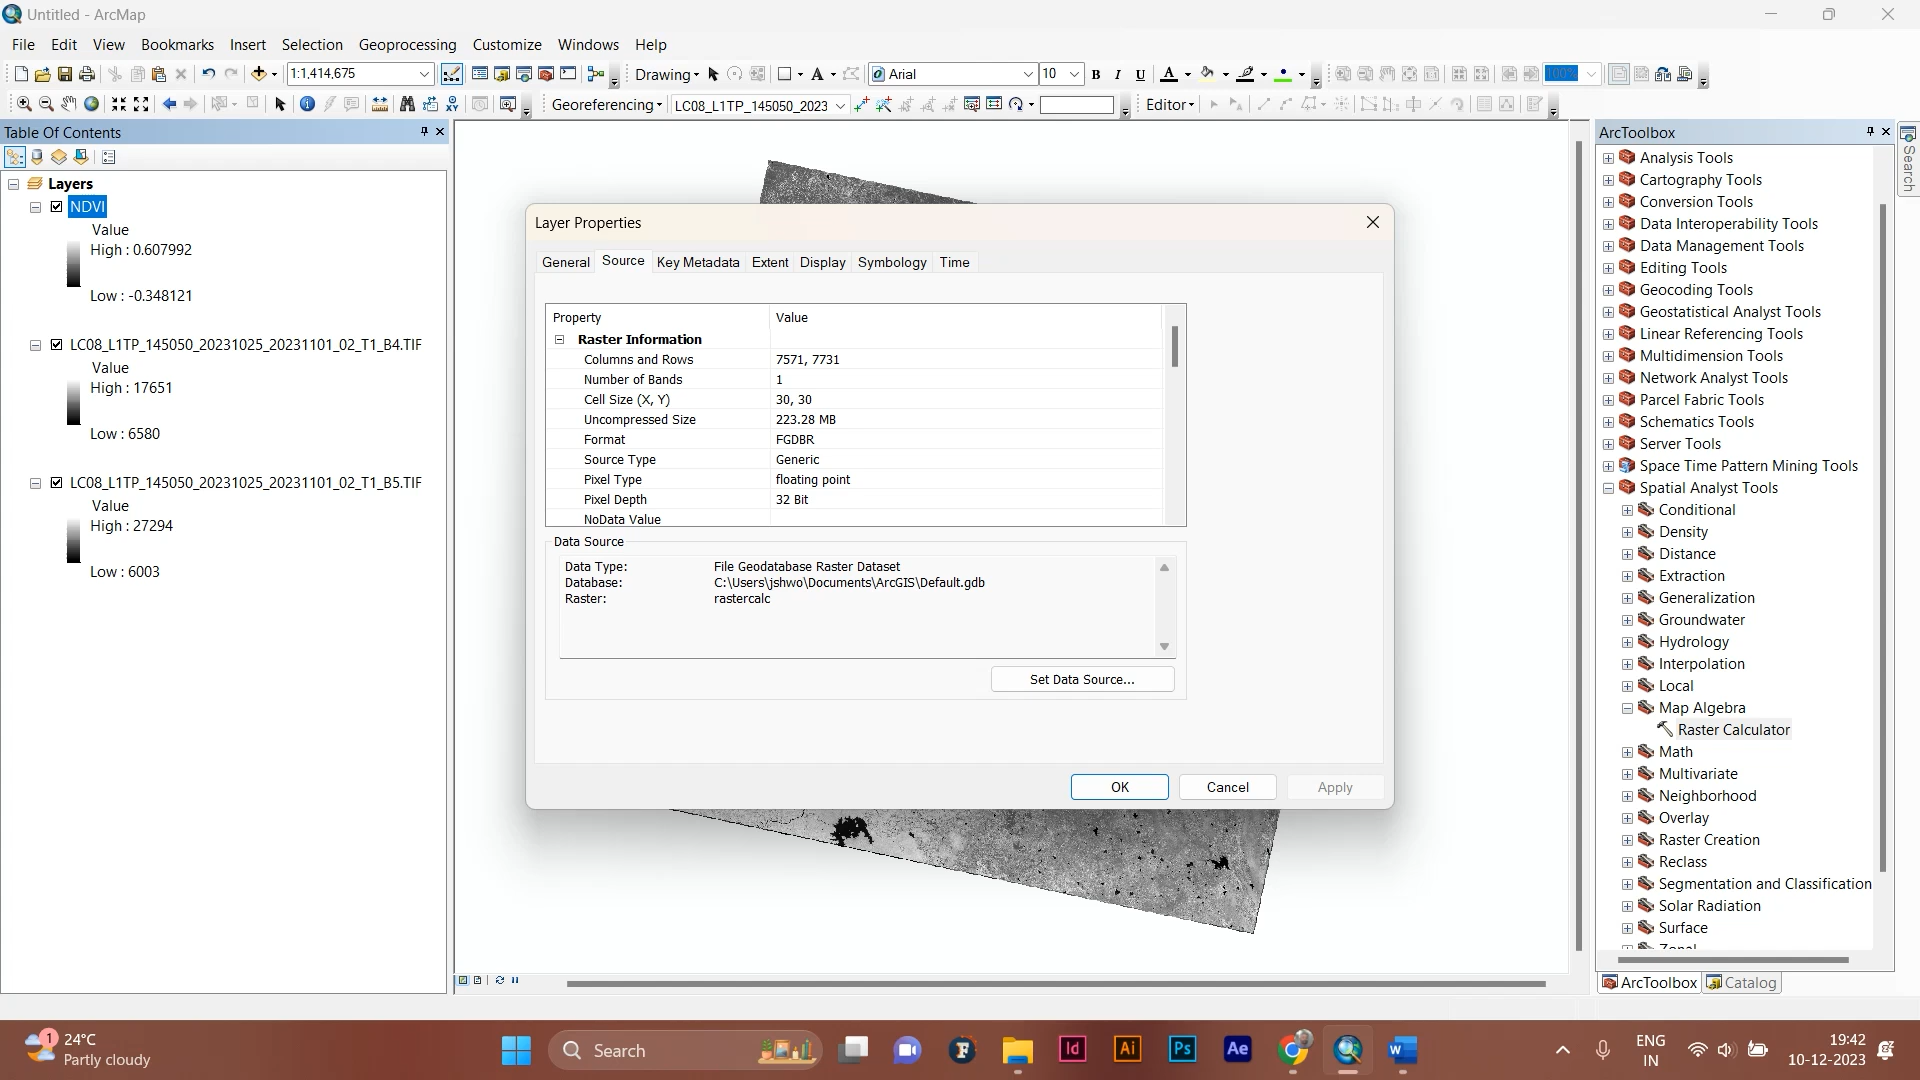 Untitled - ArcMap
File Edit View Bookmarks Insert Selection Geoprocessing Customize Windows Help
1:1,414,675 Drawing Arial 10 B I U A 100%
Georeferencing LC08_L1TP_145050_2023 Editor
Table Of Contents
Layers
NDVI
Value
High : 0.607992
Low : -0.348121
LC08_L1TP_145050_20231025_20231101_02_T1_B4.TIF
Value
High : 17651
Low : 6580
LC08_L1TP_145050_20231025_20231101_02_T1_B5.TIF
Value
High : 27294
Low : 6003
Layer Properties
General Source Key Metadata Extent Display Symbology Time
Property Value
Raster Information
Columns and Rows 7571, 7731
Number of Bands 1
Cell Size (X, Y) 30, 30
Uncompressed Size 223.28 MB
Format FGDBR
Source Type Generic
Pixel Type floating point
Pixel Depth 32 Bit
NoData Value
Data Source
Data Type: File Geodatabase Raster Dataset
Database: C:\Users\jshwo\Documents\ArcGIS\Default.gdb
Raster: rastercalc
Set Data Source...
OK Cancel Apply
ArcToolbox
Search
Analysis Tools
Cartography Tools
Conversion Tools
Data Interoperability Tools
Data Management Tools
Editing Tools
Geocoding Tools
Geostatistical Analyst Tools
Linear Referencing Tools
Multidimension Tools
Network Analyst Tools
Parcel Fabric Tools
Schematics Tools
Server Tools
Space Time Pattern Mining Tools
Spatial Analyst Tools
Conditional
Density
Distance
Extraction
Generalization
Groundwater
Hydrology
Interpolation
Local
Map Algebra
Raster Calculator
Math
Multivariate
Neighborhood
Overlay
Raster Creation
Reclass
Segmentation and Classification
Solar Radiation
Surface
Zonal
ArcToolbox Catalog
1 24°C
Partly cloudy
Search
Id Ai Ps Ae
ENG
IN
19:42
10-12-2023